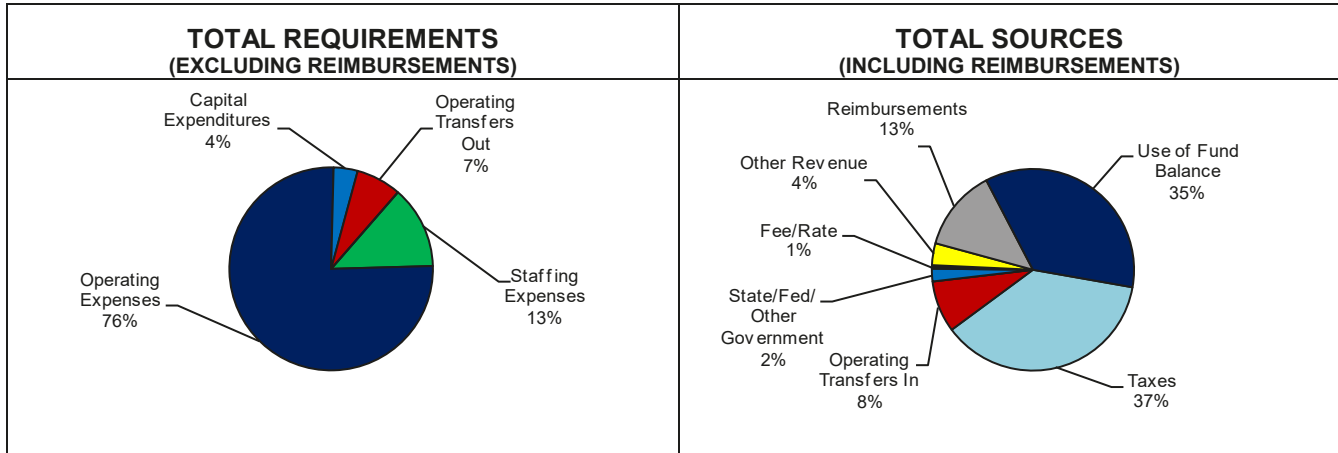 TOTAL REQUIREMENTS
(EXCLUDING REIMBURSEMENTS)
Capital
Expenditures
4%
Operating
Transfers
Out
7%
Staffing
Expenses
13%
Operating
Expenses
76%
TOTAL SOURCES
(INCLUDING REIMBURSEMENTS)
Reimbursements
13%
Use of Fund
Balance
35%
Other Revenue
4%
Fee/Rate
1%
State/Fed/
Other
Government
2%
Operating
Transfers In
8%
Taxes
37%